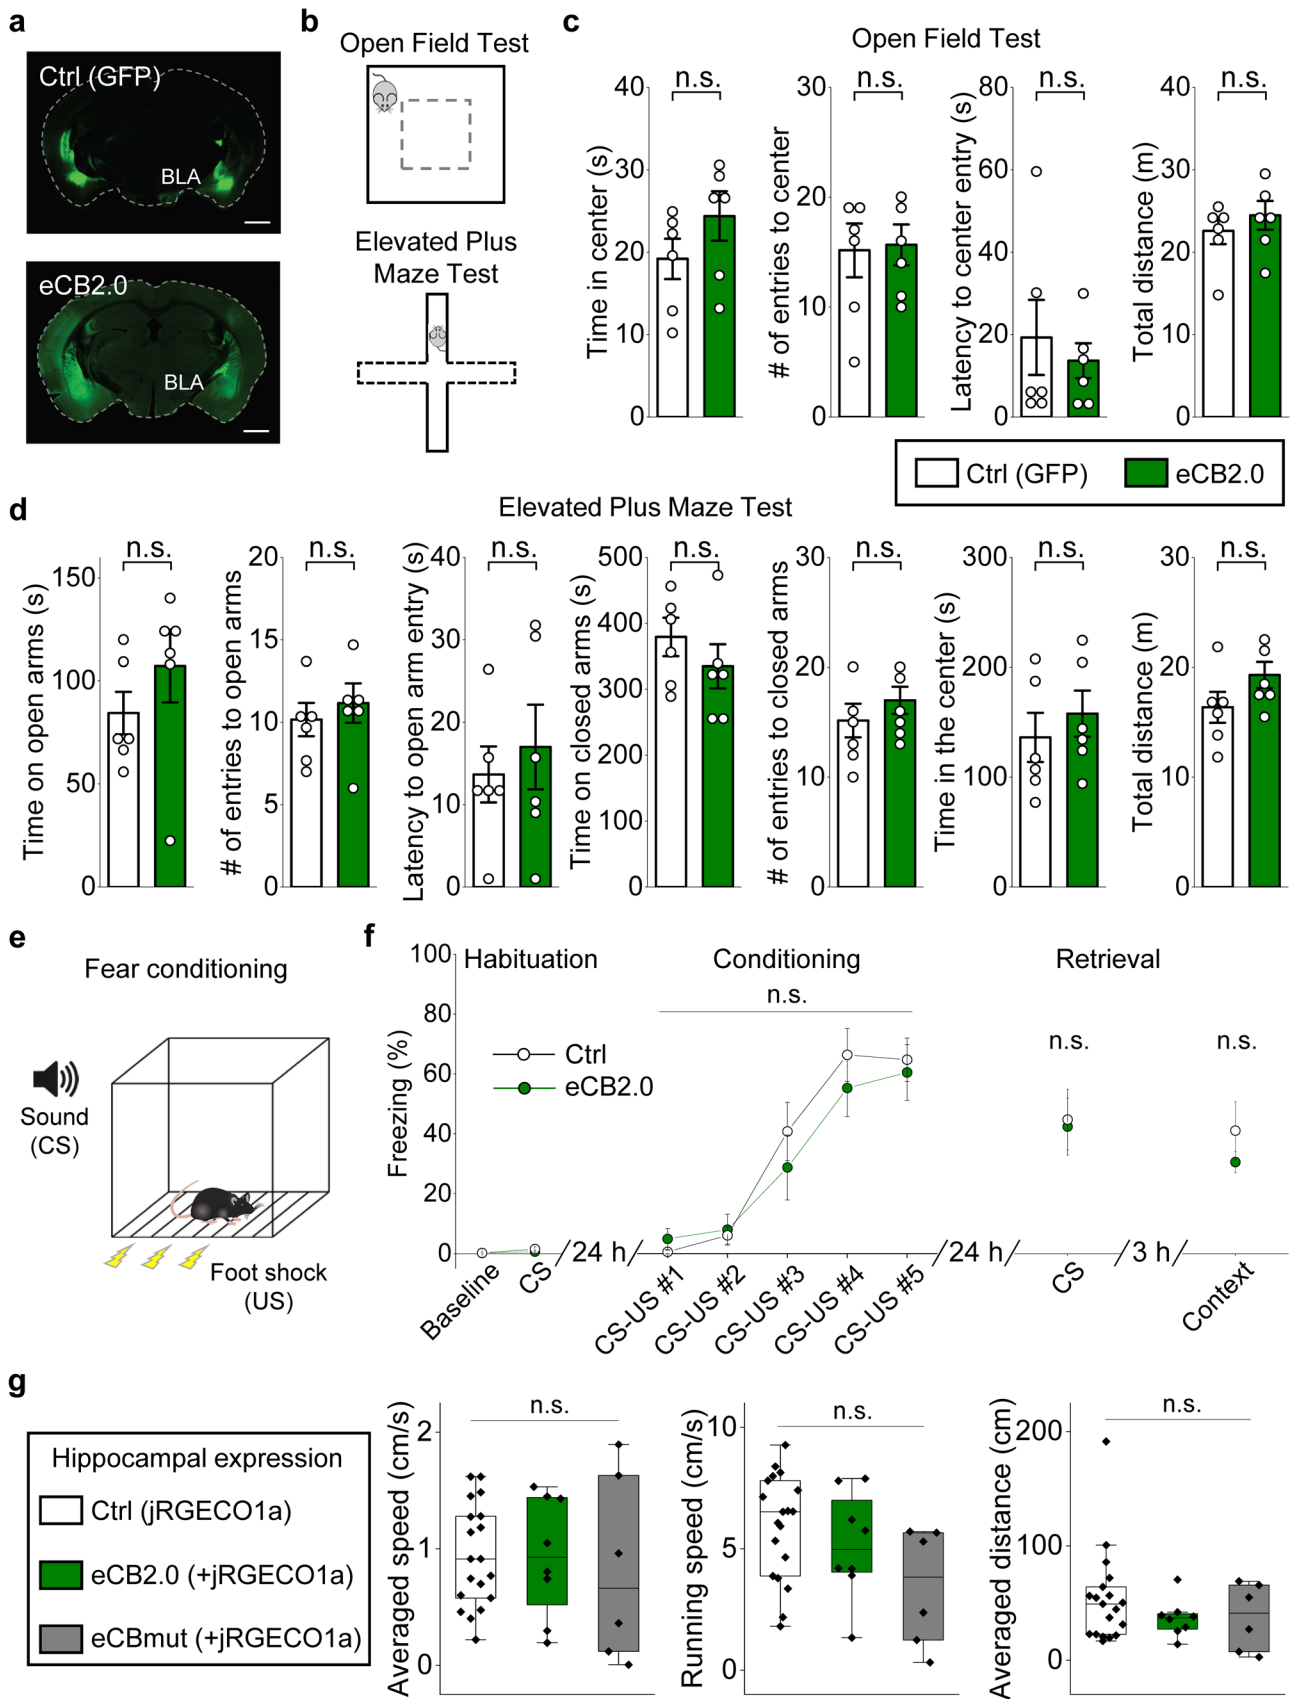 a
Ctrl (GFP)
BLA
eCB2.0
BLA
b
Open Field Test
Elevated Plus
Maze Test
c
Open Field Test
n.s.
n.s.
n.s.
n.s.
Time in center (s)
40
30
20
10
0
# of entries to center
30
20
10
0
Latency to center entry (s)
80
60
40
20
0
Total distance (m)
40
30
20
10
0
Ctrl (GFP)
eCB2.0
d
Elevated Plus Maze Test
n.s.
n.s.
n.s.
n.s.
n.s.
n.s.
n.s.
Time on open arms (s)
150
100
50
0
# of entries to open arms
20
15
10
5
0
Latency to open arm entry (s)
40
30
20
10
0
Time on closed arms (s)
500
400
300
200
100
0
# of entries to closed arms
30
20
10
0
Time in the center (s)
300
200
100
0
Total distance (m)
30
20
10
0
e
Fear conditioning
Sound
(CS)
Foot shock
(US)
f
Habituation
Conditioning
Retrieval
n.s.
n.s.
n.s.
Ctrl
eCB2.0
Freezing (%)
100
80
60
40
20
0
24 h
24 h
3 h
Baseline
CS
CS-US #1
CS-US #2
CS-US #3
CS-US #4
CS-US #5
CS
Context
g
Hippocampal expression
Ctrl (jRGECO1a)
eCB2.0 (+jRGECO1a)
eCBmut (+jRGECO1a)
n.s.
Averaged speed (cm/s)
2
1
0
n.s.
Running speed (cm/s)
10
5
0
n.s.
Averaged distance (cm)
200
100
0